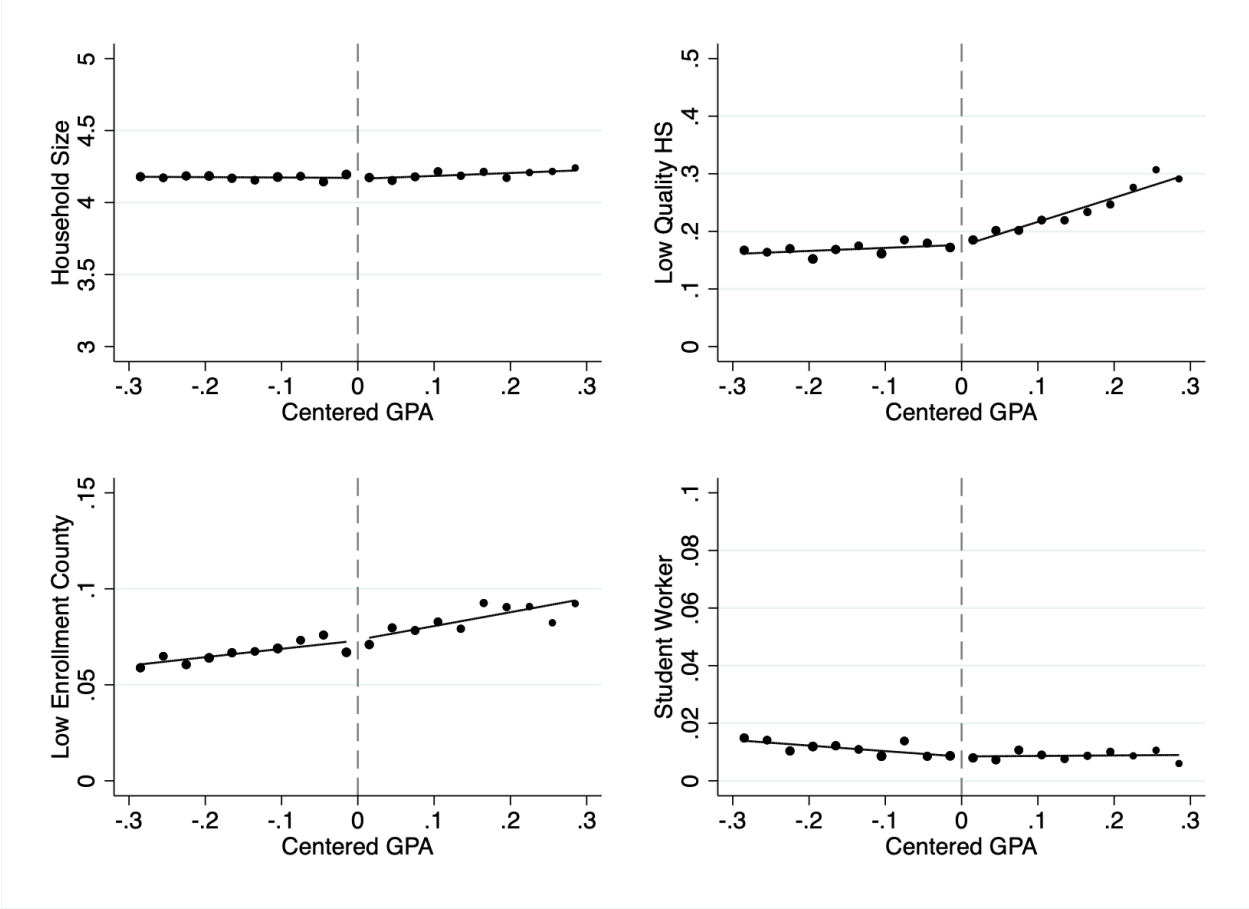 Household Size
5
4.5
4
3.5
3
-.3 -.2 -.1 0 .1 .2 .3
Centered GPA
Low Quality HS
.5
.4
.3
.2
.1
0
-.3 -.2 -.1 0 .1 .2 .3
Centered GPA
Low Enrollment County
.15
.1
.05
0
-.3 -.2 -.1 0 .1 .2 .3
Centered GPA
Student Worker
.1
.08
.06
.04
.02
0
-.3 -.2 -.1 0 .1 .2 .3
Centered GPA